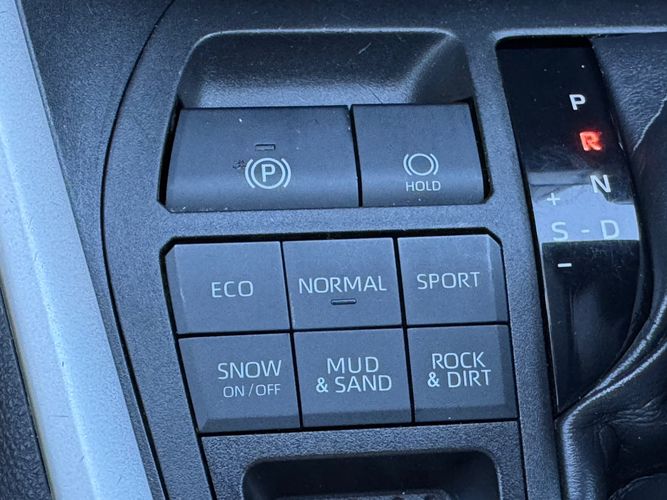 P
HOLD
ECO
NORMAL
SPORT
SNOW
ON/OFF
MUD
& SAND
ROCK
& DIRT
P
R
N
+
S - D
-